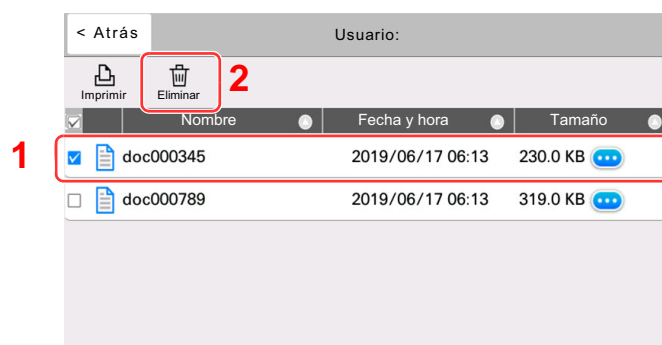 < Atrás
Usuario:
Imprimir
Eliminar
2
Nombre
Fecha y hora
Tamaño
1
doc000345 2019/06/17 06:13 230.0 KB
doc000789 2019/06/17 06:13 319.0 KB